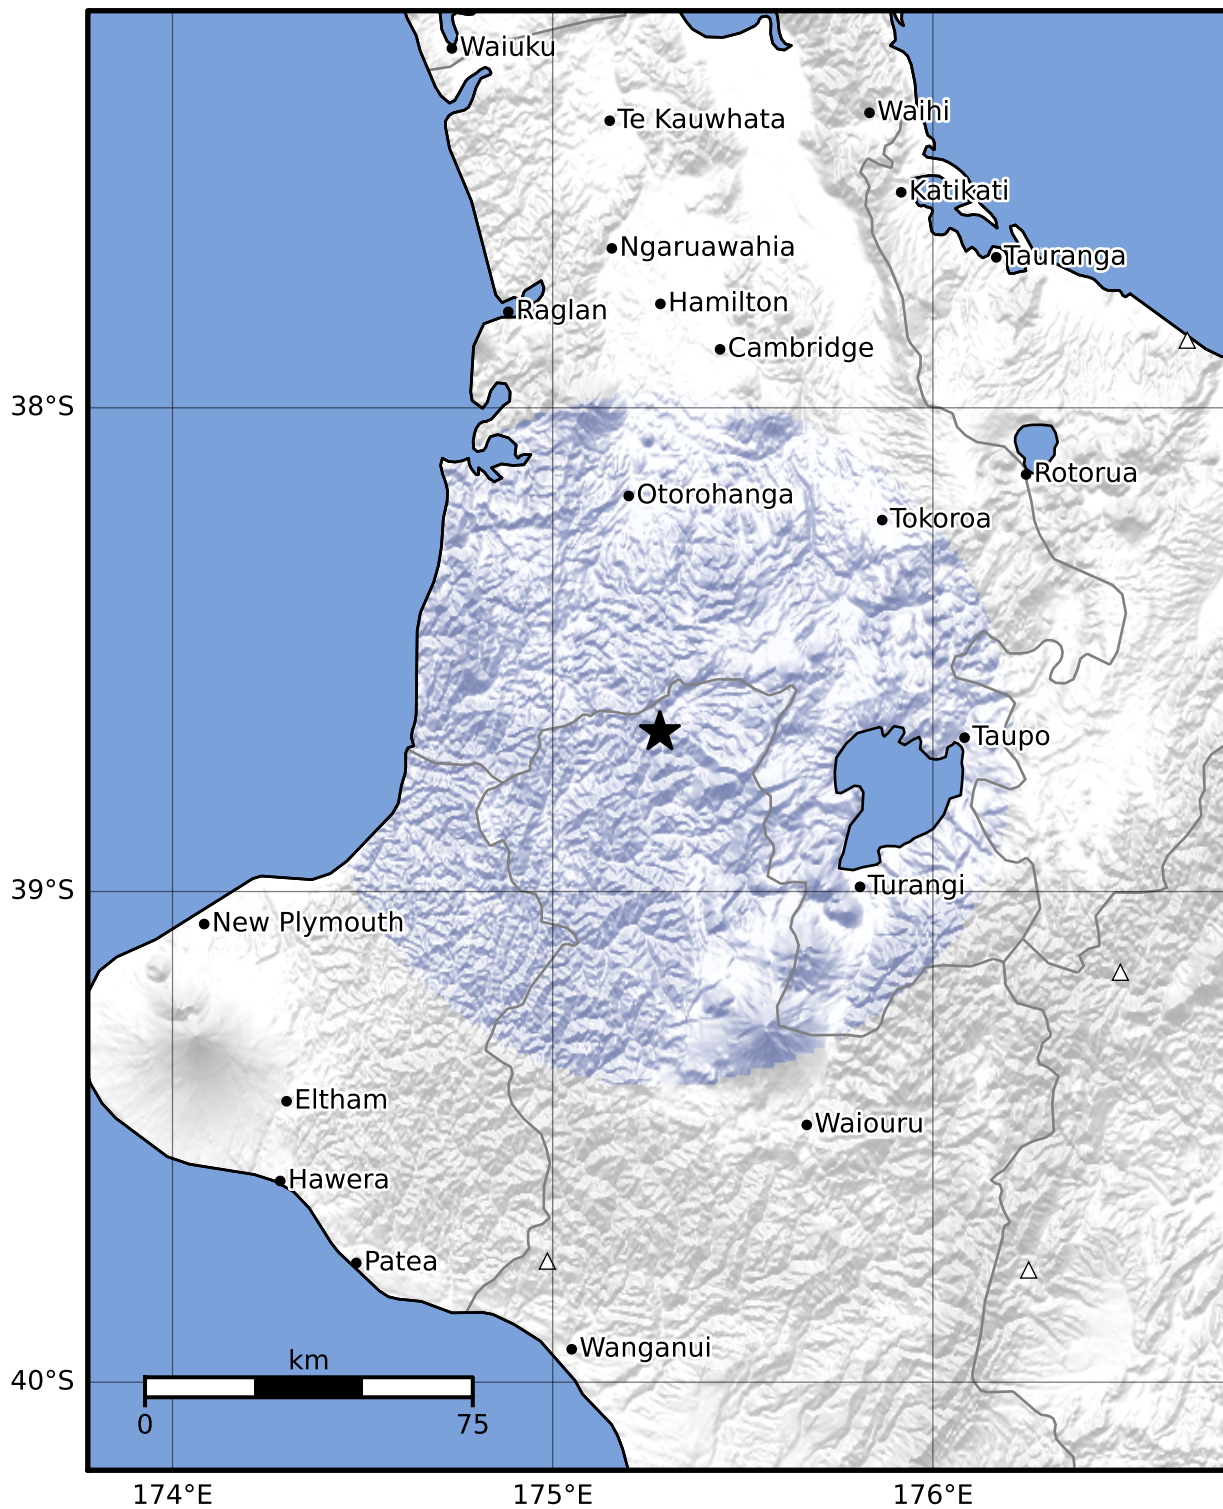 Waiuku
Te Kauwhata
Waihi
Katikati
Ngaruawahia
Tauranga
Hamilton
Raglan
Cambridge
38°S
Rotorua
Otorohanga
Tokoroa
Taupo
39°S
Turangi
New Plymouth
Eltham
Waiouru
Hawera
Patea
Wanganui
km
40°S
0 75
174°E 175°E 176°E